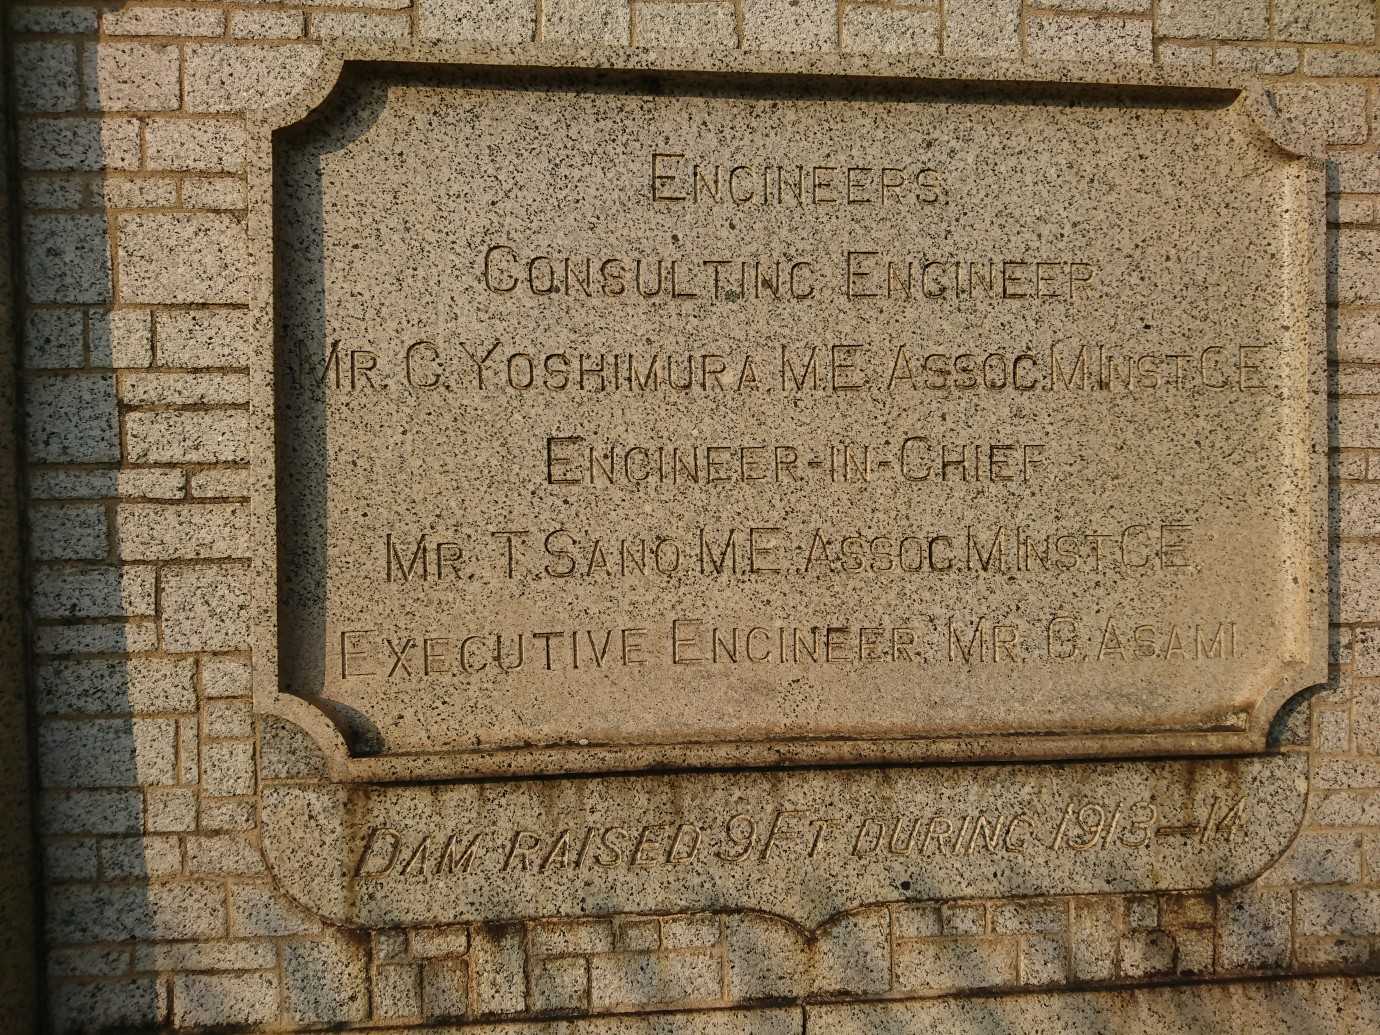 ENGINEERS.
CONSULTING ENGINEER
MR. C. YOSHIMURA. M.E. ASSOC. M. INST C.E.
ENGINEER-IN-CHIEF.
MR. T. SANO. M.E. ASSOC. M. INST C.E.
EXECUTIVE ENGINEER. MR. G. ASAMI.
DAM RAISED 9FT DURING 1913-14